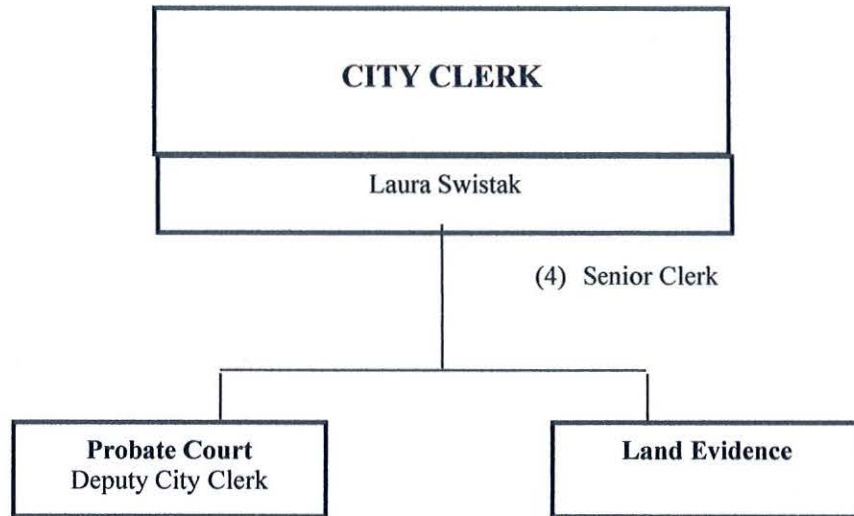 CITY CLERK
Laura Swistak
(4) Senior Clerk
Probate Court
Deputy City Clerk
Land Evidence